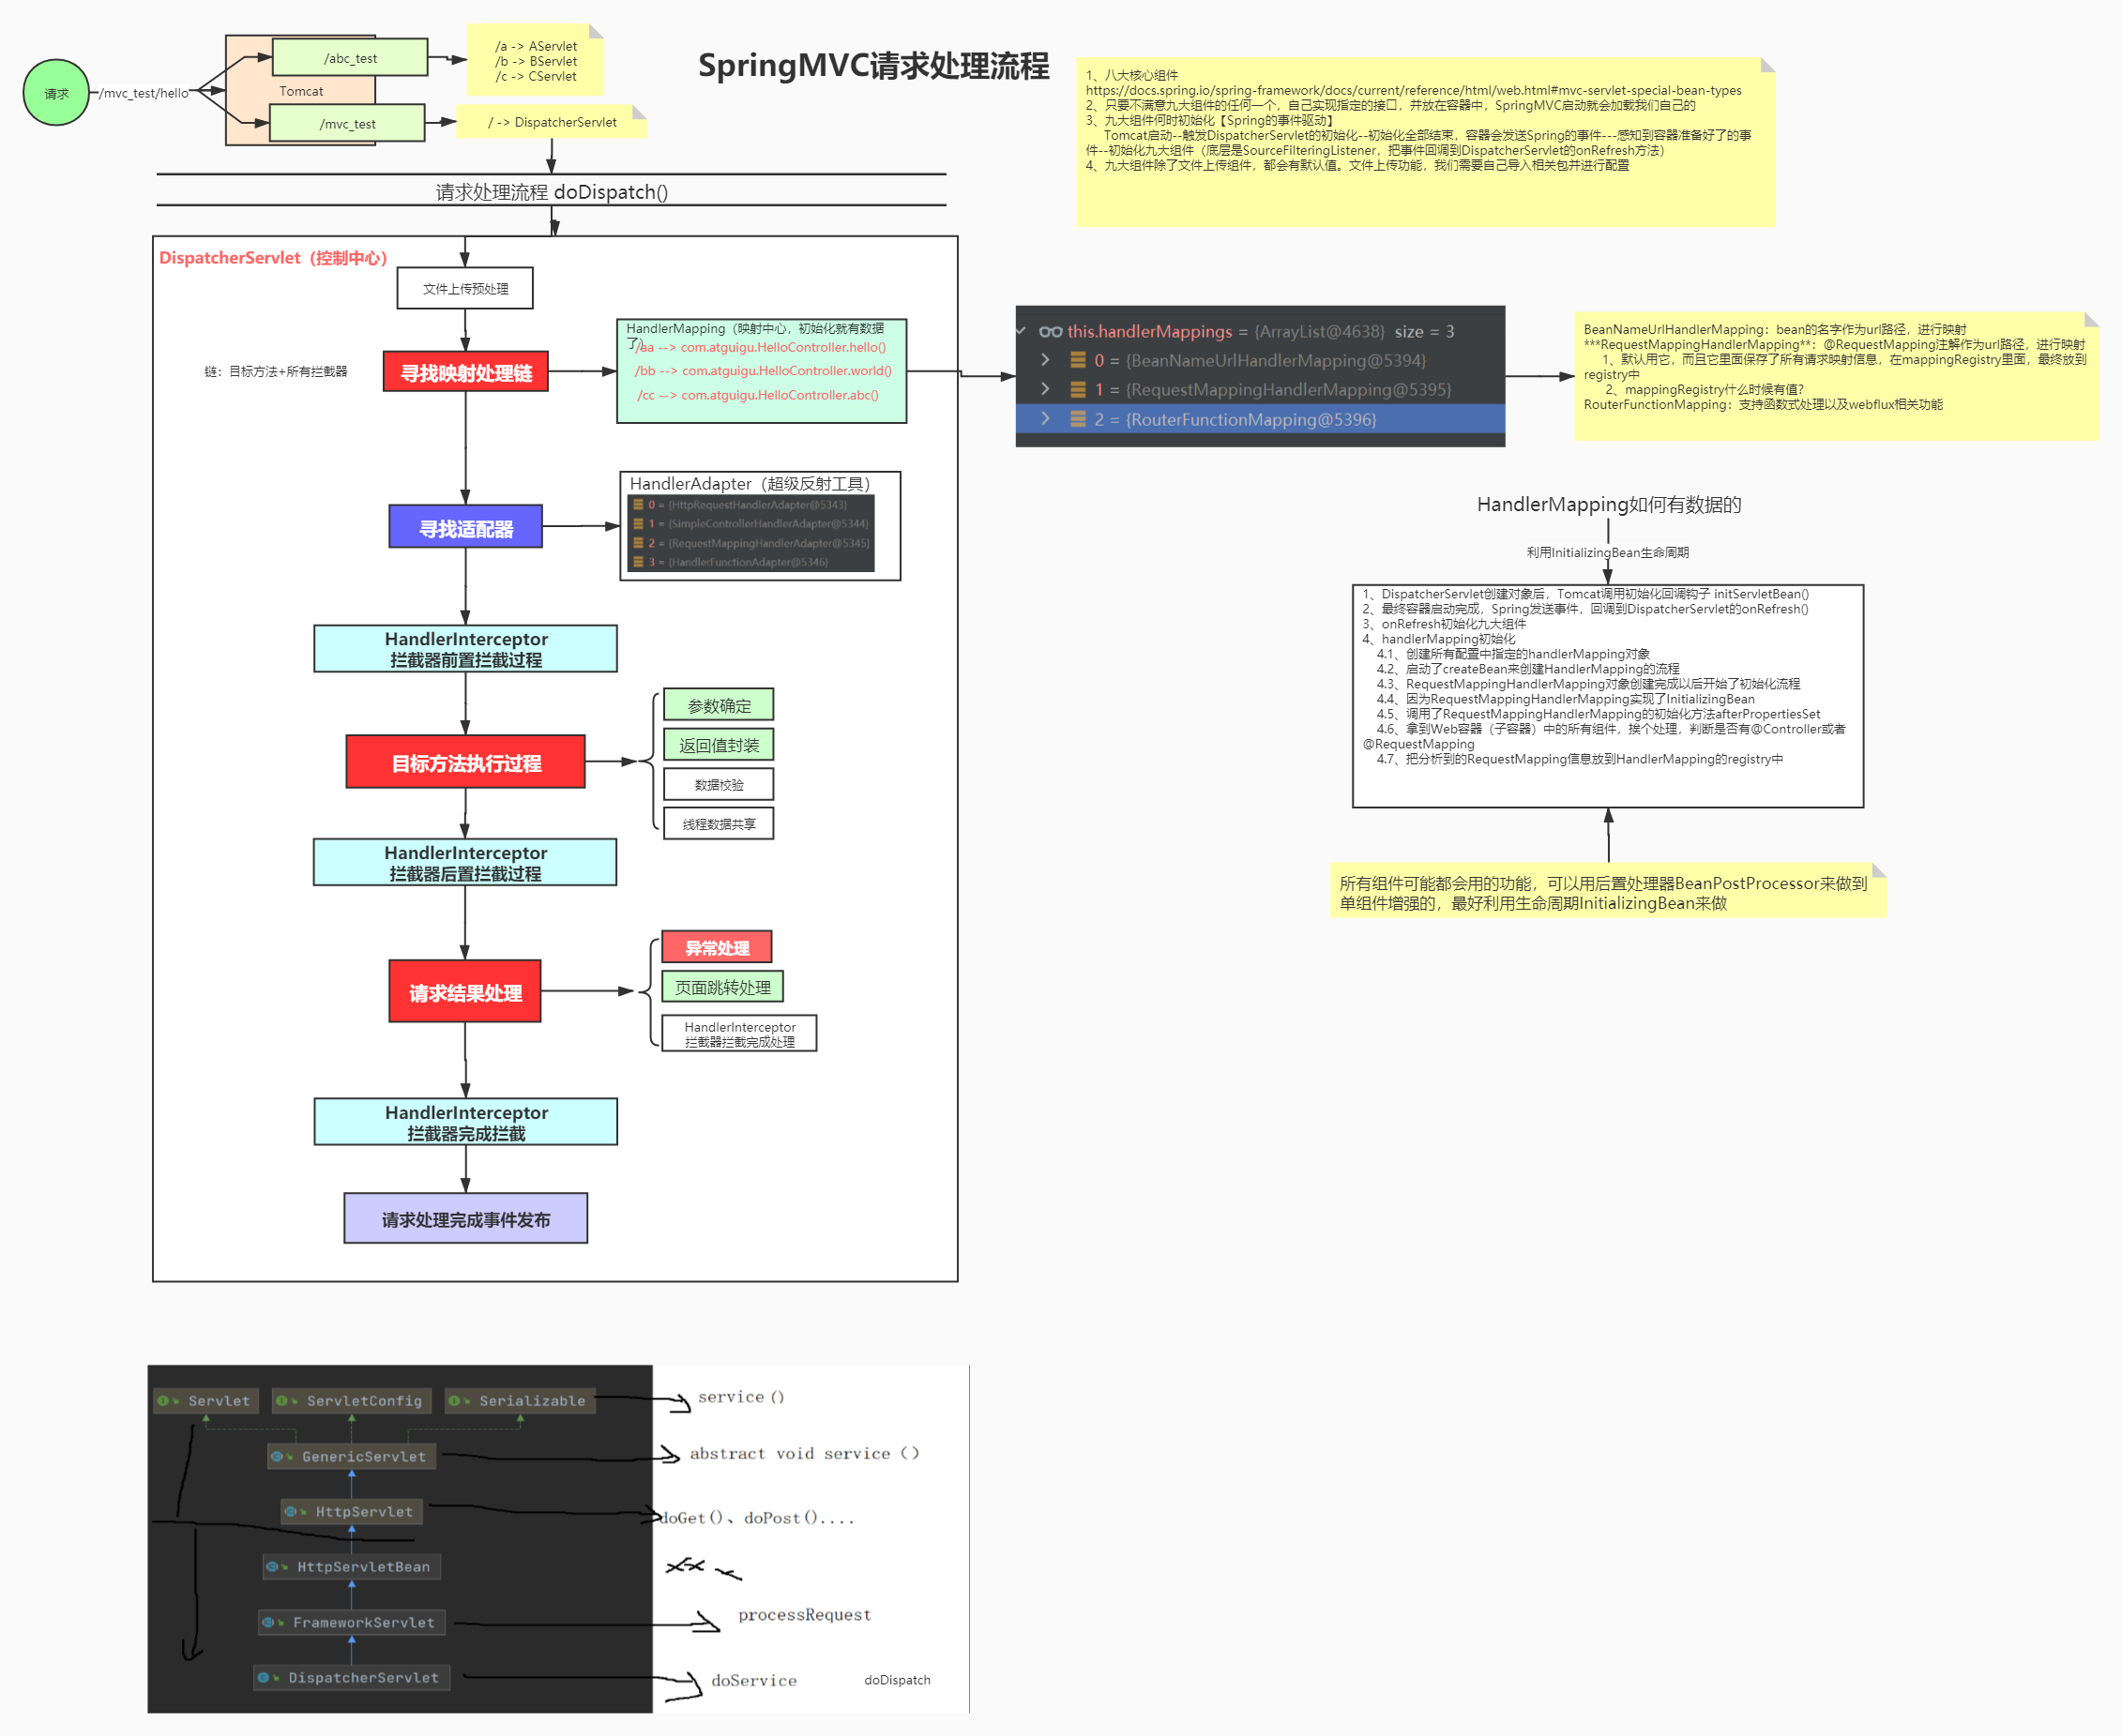 SpringMVC请求处理流程
请求
/mvc_test/hello
Tomcat
/abc_test
/mvc_test
/a -> AServlet
/b -> BServlet
/c -> CServlet
/ -> DispatcherServlet
1、八大核心组件
https://docs.spring.io/spring-framework/docs/current/reference/html/web.html#mvc-servlet-special-bean-types
2、只要不满意九大组件的任何一个，自己实现指定的接口，并放在容器中，SpringMVC启动就会加载我们自己的
3、九大组件何时初始化【Spring的事件驱动】
Tomcat启动--触发DispatcherServlet的初始化--初始化全部结束，容器会发送Spring的事件---感知到容器准备好了的事
件--初始化九大组件（底层是SourceFilteringListener，把事件回调到DispatcherServlet的onRefresh方法）
4、九大组件除了文件上传组件，都会有默认值。文件上传功能，我们需要自己导入相关包并进行配置
请求处理流程 doDispatch()
DispatcherServlet（控制中心）
文件上传预处理
链：目标方法+所有拦截器
寻找映射处理链
HandlerMapping（映射中心，初始化就有数据
了）
/aa --> com.atguigu.HelloController.hello()
/bb --> com.atguigu.HelloController.world()
/cc --> com.atguigu.HelloController.abc()
this.handlerMappings = {ArrayList@4638} size = 3
0 = {BeanNameUrlHandlerMapping@5394}
1 = {RequestMappingHandlerMapping@5395}
2 = {RouterFunctionMapping@5396}
BeanNameUrlHandlerMapping：bean的名字作为url路径，进行映射
***RequestMappingHandlerMapping**：@RequestMapping注解作为url路径，进行映射
1、默认用它，而且它里面保存了所有请求映射信息，在mappingRegistry里面，最终放到
registry中
2、mappingRegistry什么时候有值?
RouterFunctionMapping：支持函数式处理以及webflux相关功能
寻找适配器
HandlerAdapter（超级反射工具）
0 = {HttpRequestHandlerAdapter@5343}
1 = {SimpleControllerHandlerAdapter@5344}
2 = {RequestMappingHandlerAdapter@5345}
3 = {HandlerFunctionAdapter@5346}
HandlerInterceptor
拦截器前置拦截过程
目标方法执行过程
参数确定
返回值封装
数据校验
线程数据共享
HandlerInterceptor
拦截器后置拦截过程
请求结果处理
异常处理
页面跳转处理
HandlerInterceptor
拦截器拦截完成处理
HandlerInterceptor
拦截器完成拦截
请求处理完成事件发布
HandlerMapping如何有数据的
利用InitializingBean生命周期
1、DispatcherServlet创建对象后，Tomcat调用初始化回调钩子 initServletBean()
2、最终容器启动完成，Spring发送事件，回调到DispatcherServlet的onRefresh()
3、onRefresh初始化九大组件
4、handlerMapping初始化
4.1、创建所有配置中指定的handlerMapping对象
4.2、启动了createBean来创建HandlerMapping的流程
4.3、RequestMappingHandlerMapping对象创建完成以后开始了初始化流程
4.4、因为RequestMappingHandlerMapping实现了InitializingBean
4.5、调用了RequestMappingHandlerMapping的初始化方法afterPropertiesSet
4.6、拿到Web容器（子容器）中的所有组件，挨个处理，判断是否有@Controller或者
@RequestMapping
4.7、把分析到的RequestMapping信息放到HandlerMapping的registry中
所有组件可能都会用的功能，可以用后置处理器BeanPostProcessor来做到
单组件增强的，最好利用生命周期InitializingBean来做
Servlet
ServletConfig
Serializable
service()
GenericServlet
abstract void service（）
HttpServlet
doGet()、doPost()....
HttpServletBean
FrameworkServlet
processRequest
DispatcherServlet
doService
doDispatch